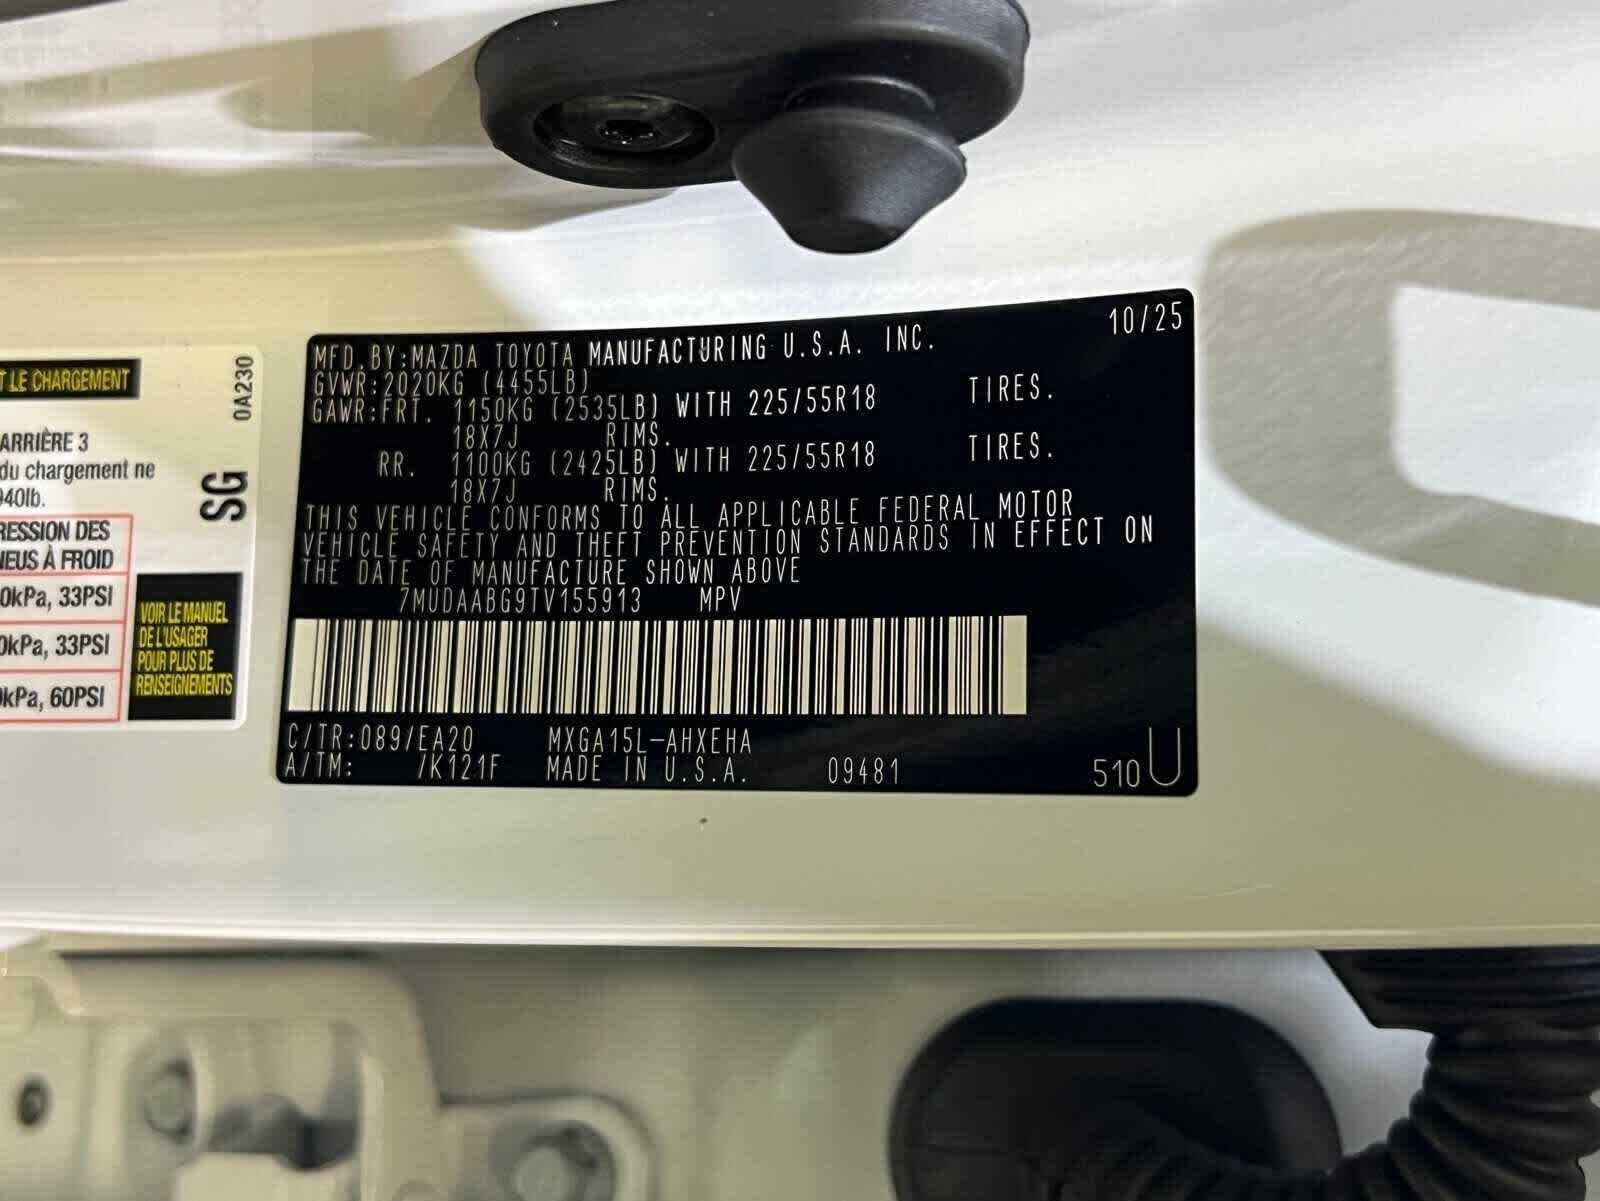 T LE CHARGEMENT
ARRIÈRE 3
du chargement ne
940lb.
RESSION DES
NEUS À FROID
0kPa, 33PSI
0kPa, 33PSI
0kPa, 60PSI
VOIR LE MANUEL
DE L'USAGER
POUR PLUS DE
RENSEIGNEMENTS
0A230
SG
MFD.BY:MAZDA TOYOTA MANUFACTURING U.S.A. INC. 10/25
GVWR:2020KG (4455LB)
GAWR:FRT. 1150KG (2535LB) WITH 225/55R18 TIRES.
18X7J RIMS.
RR. 1100KG (2425LB) WITH 225/55R18 TIRES.
18X7J RIMS.
THIS VEHICLE CONFORMS TO ALL APPLICABLE FEDERAL MOTOR
VEHICLE SAFETY AND THEFT PREVENTION STANDARDS IN EFFECT ON
THE DATE OF MANUFACTURE SHOWN ABOVE
7MUDAABG9TV155913 MPV
C/TR:089/EA20 MXGA15L-AHXEHA
A/TM: /K121F MADE IN U.S.A. 09481 510U